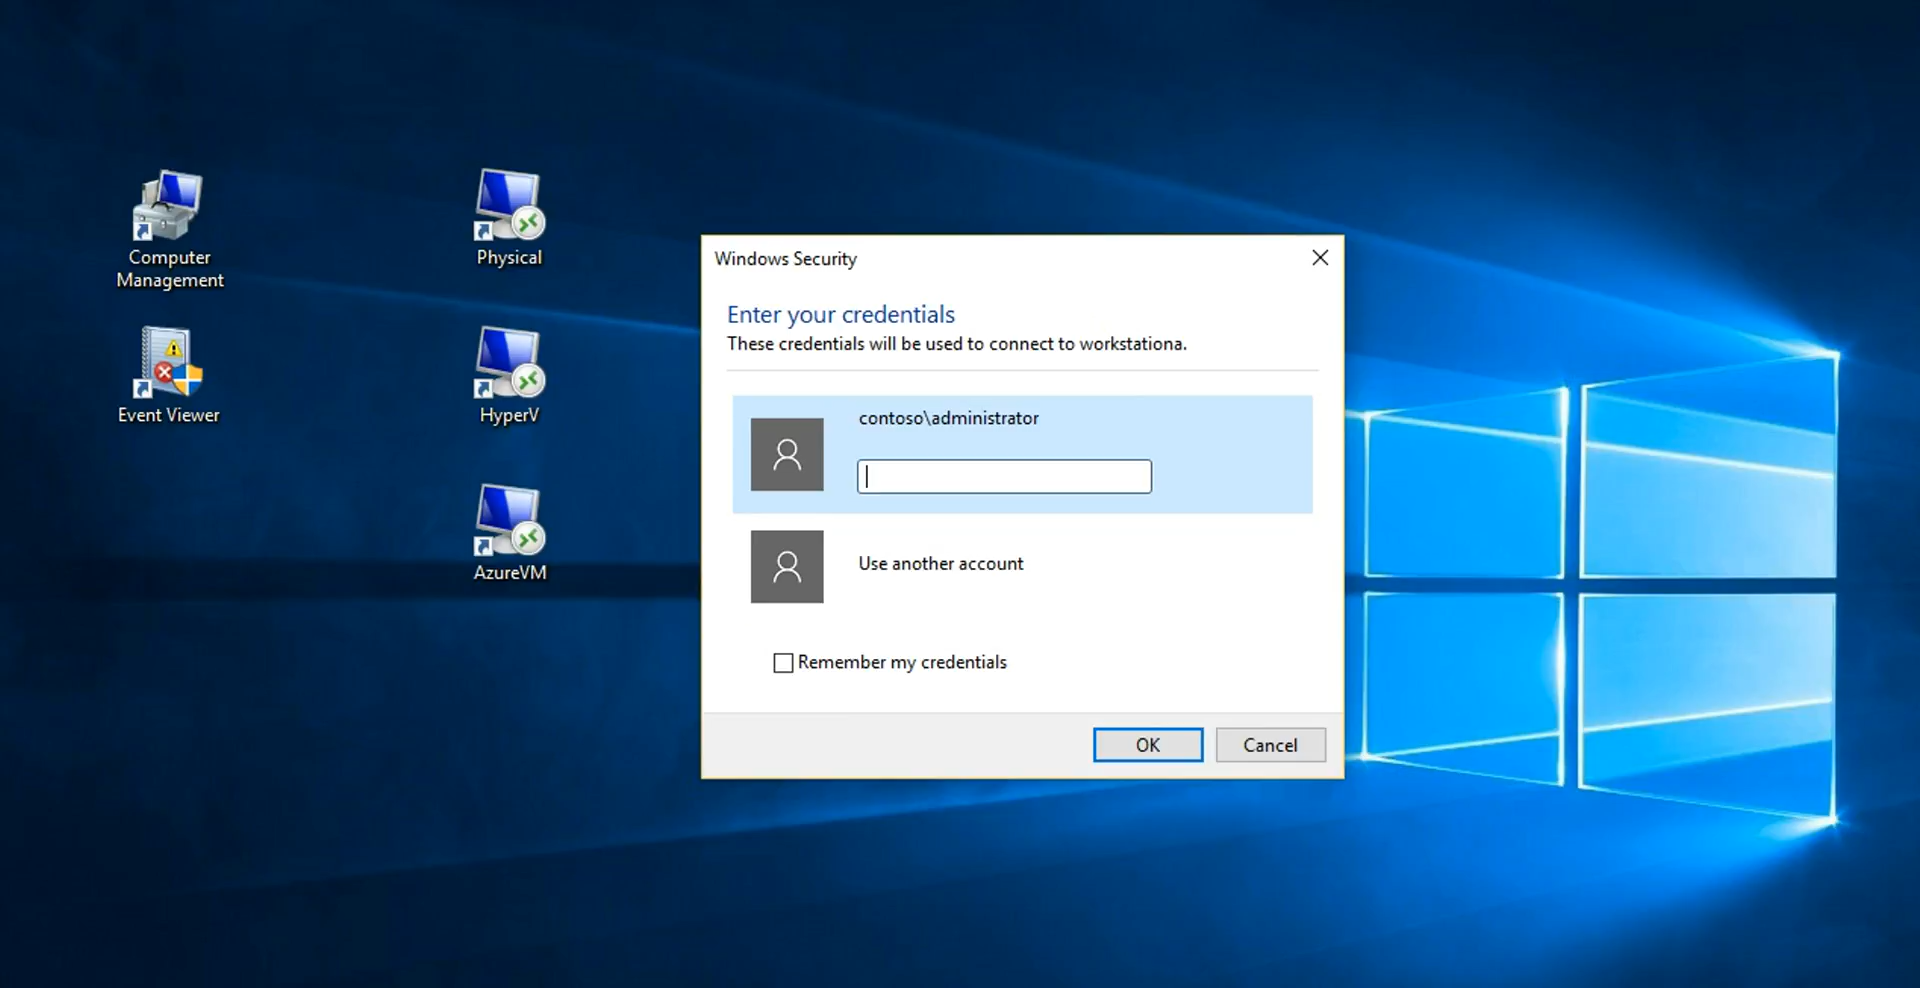 Computer
Management
Event Viewer
Physical
HyperV
AzureVM
Windows Security
Enter your credentials
These credentials will be used to connect to workstationa.
contoso\administrator
Use another account
Remember my credentials
OK
Cancel